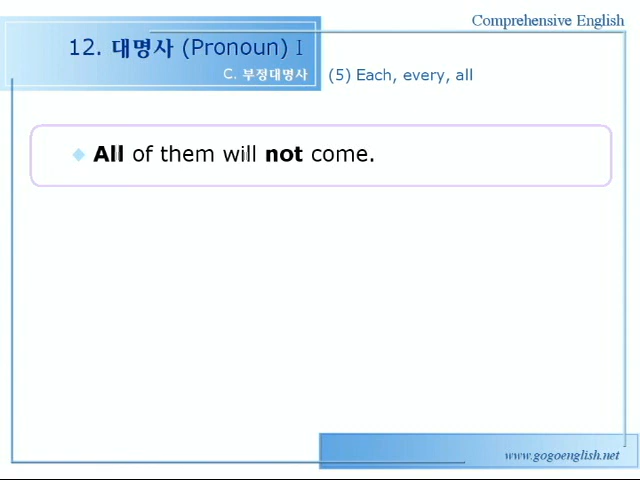 Comprehensive English
12. 대명사 (Pronoun) I
C. 부정대명사
(5) Each, every, all
All of them will not come.
www.gogoenglish.net